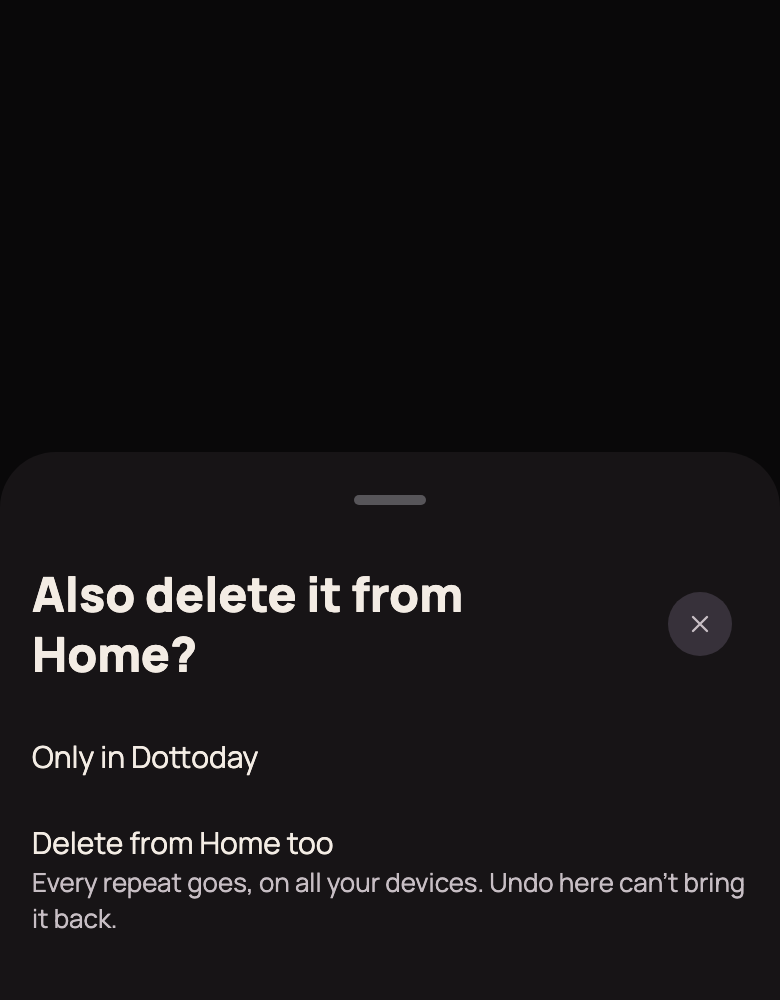 Also delete it from
Home?
Only in Dottoday
Delete from Home too
Every repeat goes, on all your devices. Undo here can’t bring
it back.